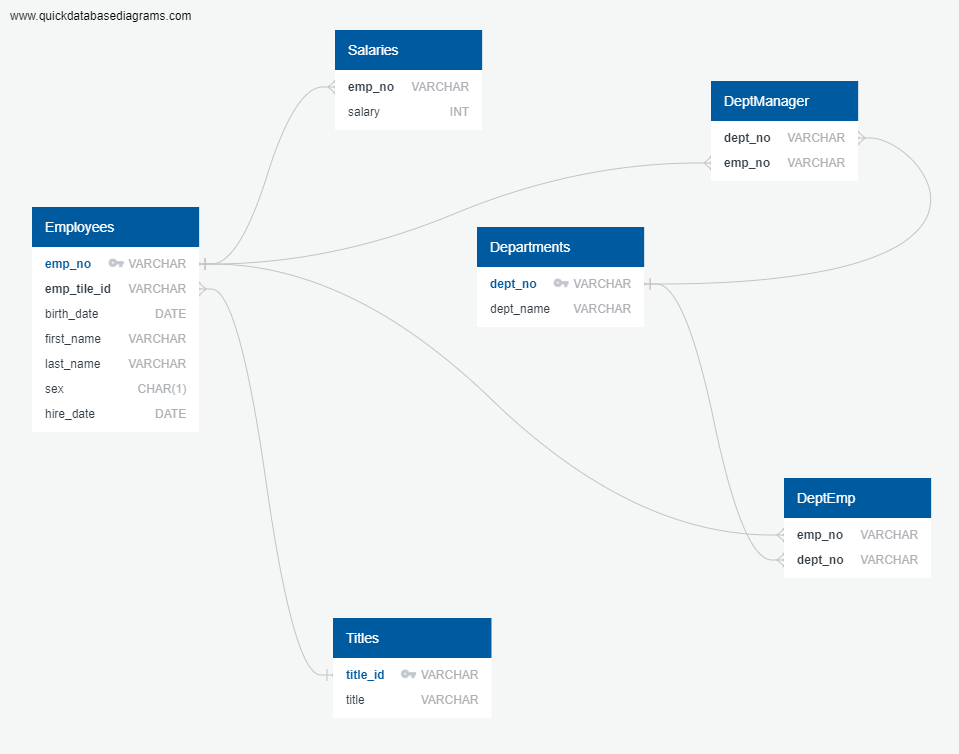 www.quickdatabasediagrams.com
Salaries
emp_no VARCHAR
salary INT
DeptManager
dept_no VARCHAR
emp_no VARCHAR
Employees
emp_no VARCHAR
emp_tile_id VARCHAR
birth_date DATE
first_name VARCHAR
last_name VARCHAR
sex CHAR(1)
hire_date DATE
Departments
dept_no VARCHAR
dept_name VARCHAR
DeptEmp
emp_no VARCHAR
dept_no VARCHAR
Titles
title_id VARCHAR
title VARCHAR